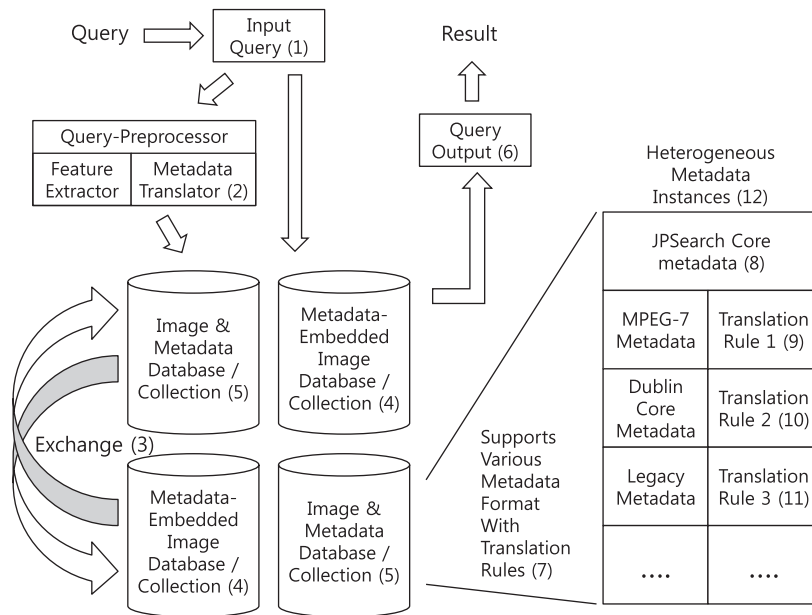 Query
Input
Query (1)
Result
Query-Preprocessor
Feature
Extractor
Metadata
Translator (2)
Query
Output (6)
Heterogeneous
Metadata
Instances (12)
JPSearch Core
metadata (8)
MPEG-7
Metadata
Translation
Rule 1 (9)
Dublin
Core
Metadata
Translation
Rule 2 (10)
Legacy
Metadata
Translation
Rule 3 (11)
....
....
Image &
Metadata
Database /
Collection (5)
Metadata-
Embedded
Image
Database /
Collection (4)
Exchange (3)
Metadata-
Embedded
Image
Database /
Collection (4)
Image &
Metadata
Database /
Collection (5)
Supports
Various
Metadata
Format
With
Translation
Rules (7)